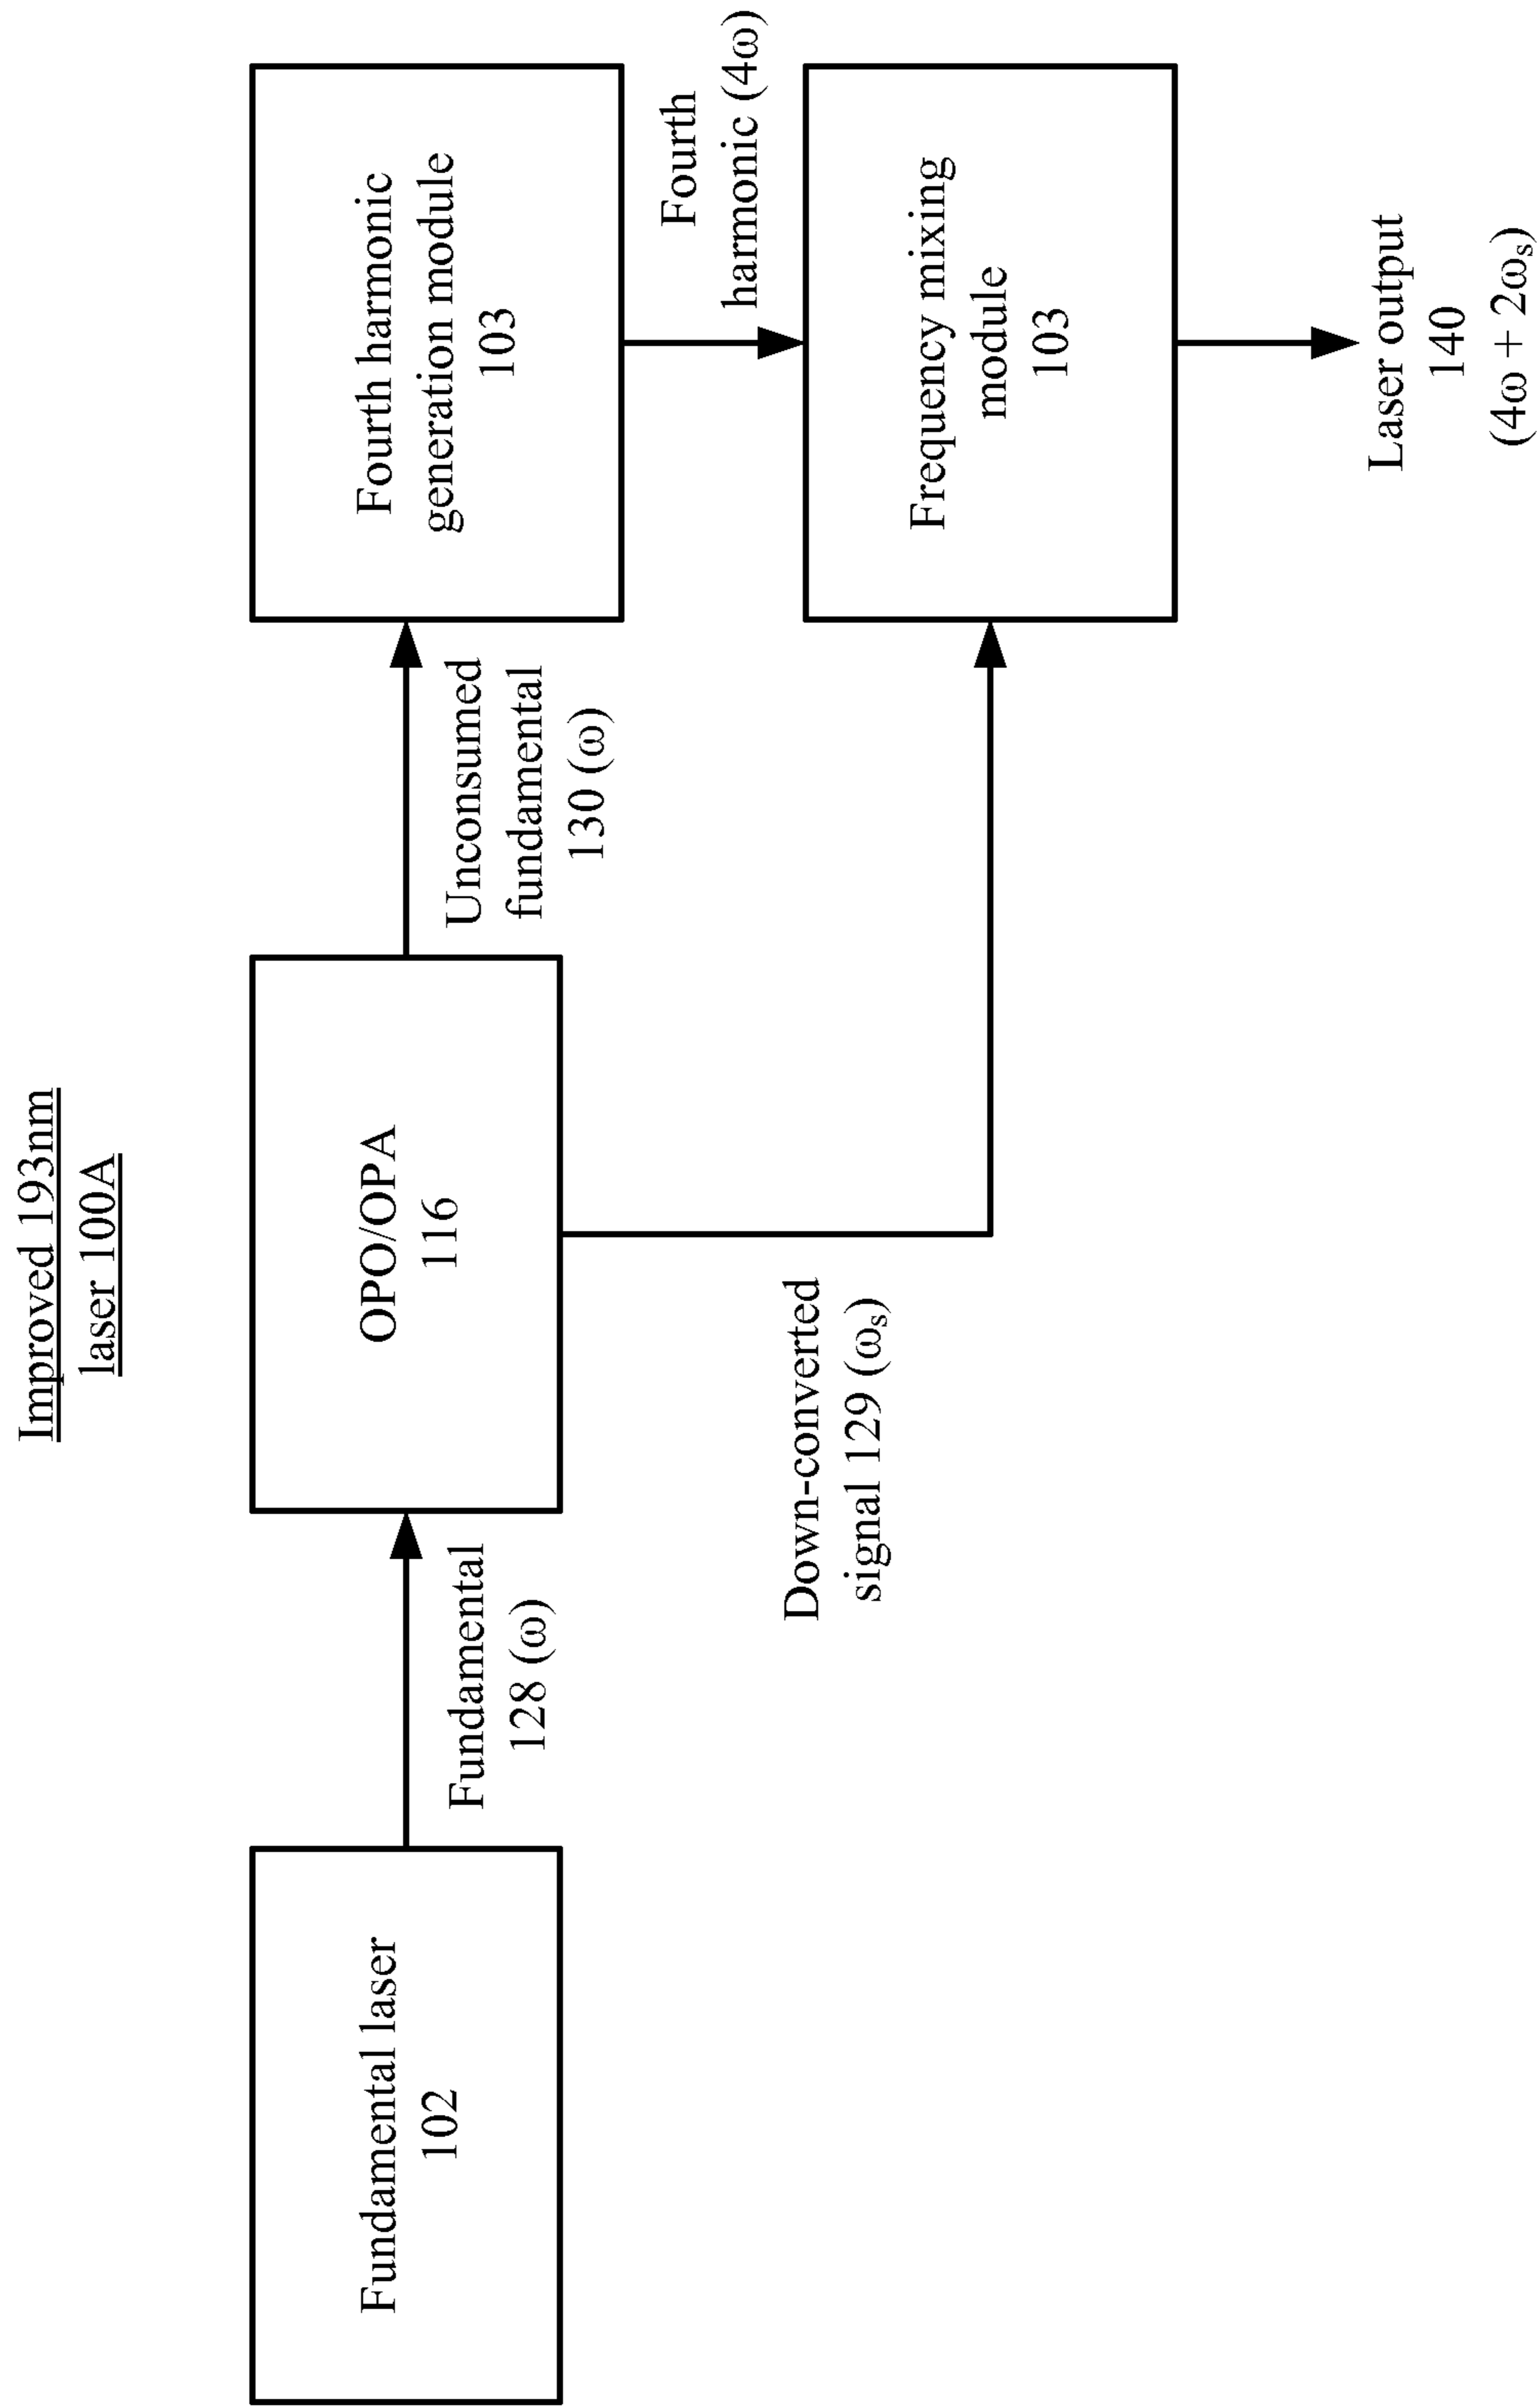 Improved 193nm
laser 100A
Fundamental laser
102
Fundamental
128 (ω)
OPO/OPA
116
Unconsumed
fundamental
130 (ω)
Fourth harmonic
generation module
103
Down-converted
signal 129 (ωs)
Fourth
harmonic (4ω)
Frequency mixing
module
103
Laser output
140
(4ω + 2ωs)